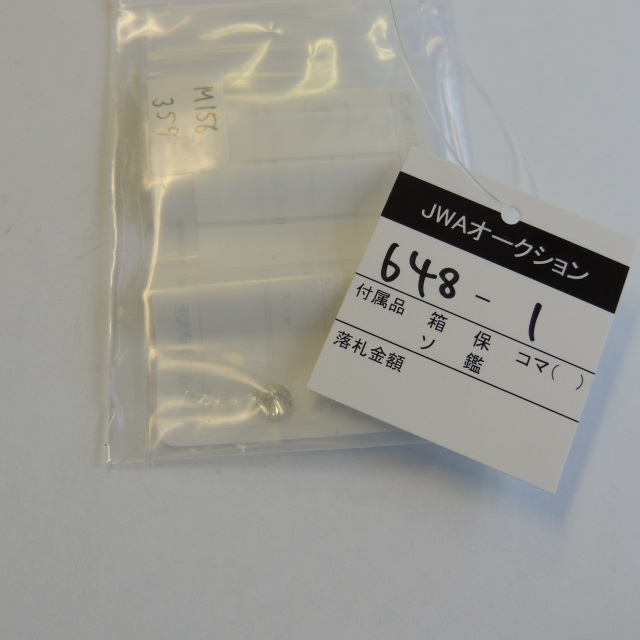 M156
359
JWAオークション
648-1
付属品 箱 保 コマ( )
ソ 鑑
落札金額